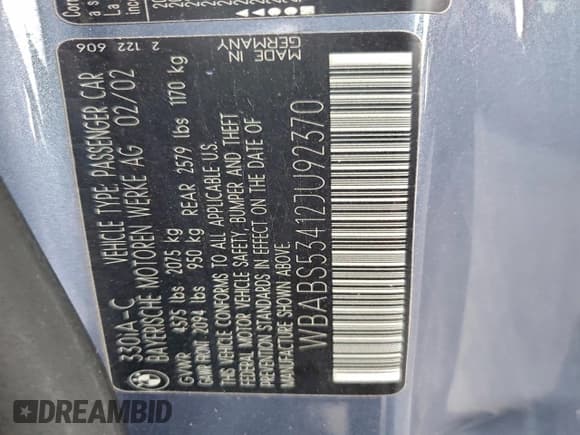 330iA-C VEHICLE TYPE: PASSENGER CAR
BAYERISCHE MOTOREN WERKE AG 02/02
GVWR 4575 lbs 2075 kg
GWR FRONT 2094 lbs 950 kg REAR 2579 lbs 1170 kg
THIS VEHICLE CONFORMS TO ALL APPLICABLE U.S.
FEDERAL MOTOR VEHICLE SAFETY, BUMPER AND THEFT
PREVENTION STANDARDS IN EFFECT ON THE DATE OF
MANUFACTURE SHOWN ABOVE.
WBABS53412JU92370
2 122 606
MADE IN
GERMANY
DREAMBID